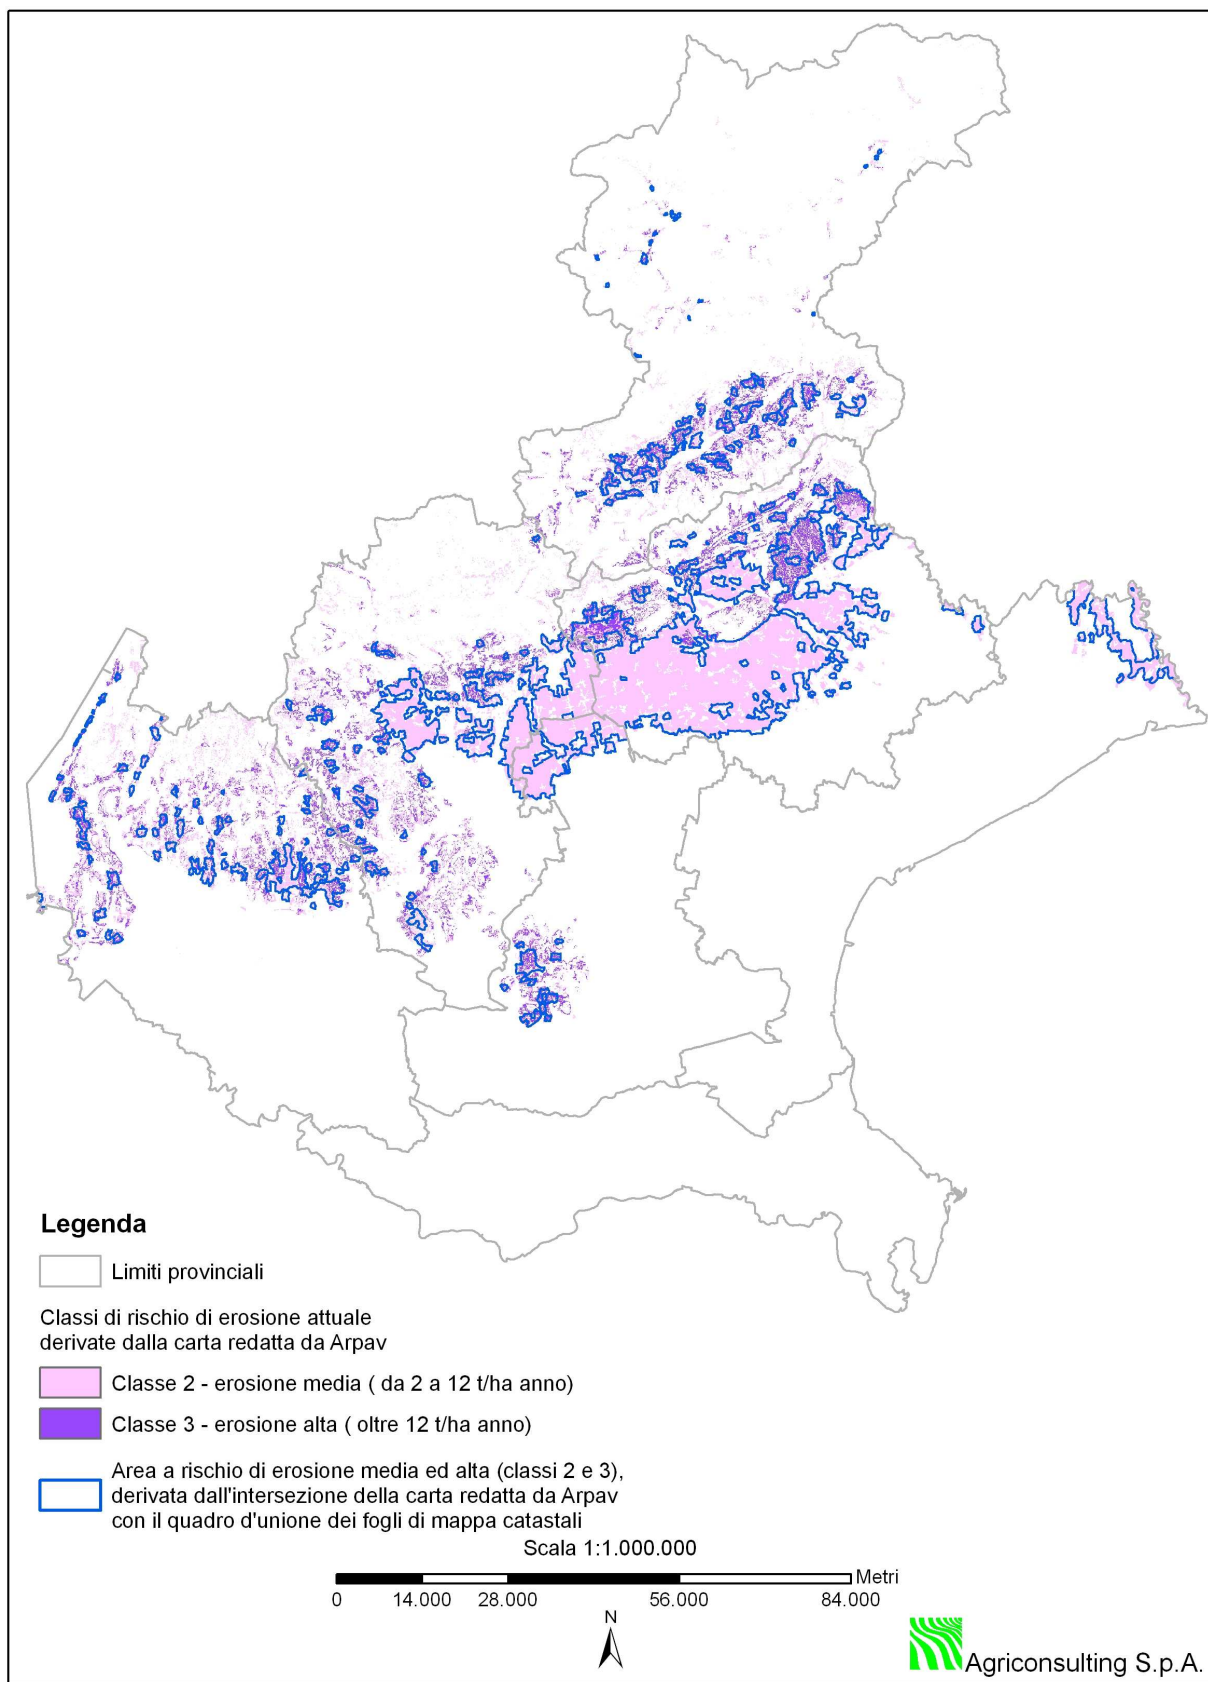 Legenda
Limiti provinciali
Classi di rischio di erosione attuale
derivate dalla carta redatta da Arpav
Classe 2 - erosione media ( da 2 a 12 t/ha anno)
Classe 3 - erosione alta ( oltre 12 t/ha anno)
Area a rischio di erosione media ed alta (classi 2 e 3),
derivata dall'intersezione della carta redatta da Arpav
con il quadro d'unione dei fogli di mappa catastali
Scala 1:1.000.000
Metri
0 14.000 28.000 56.000 84.000
N
Agriconsulting S.p.A.